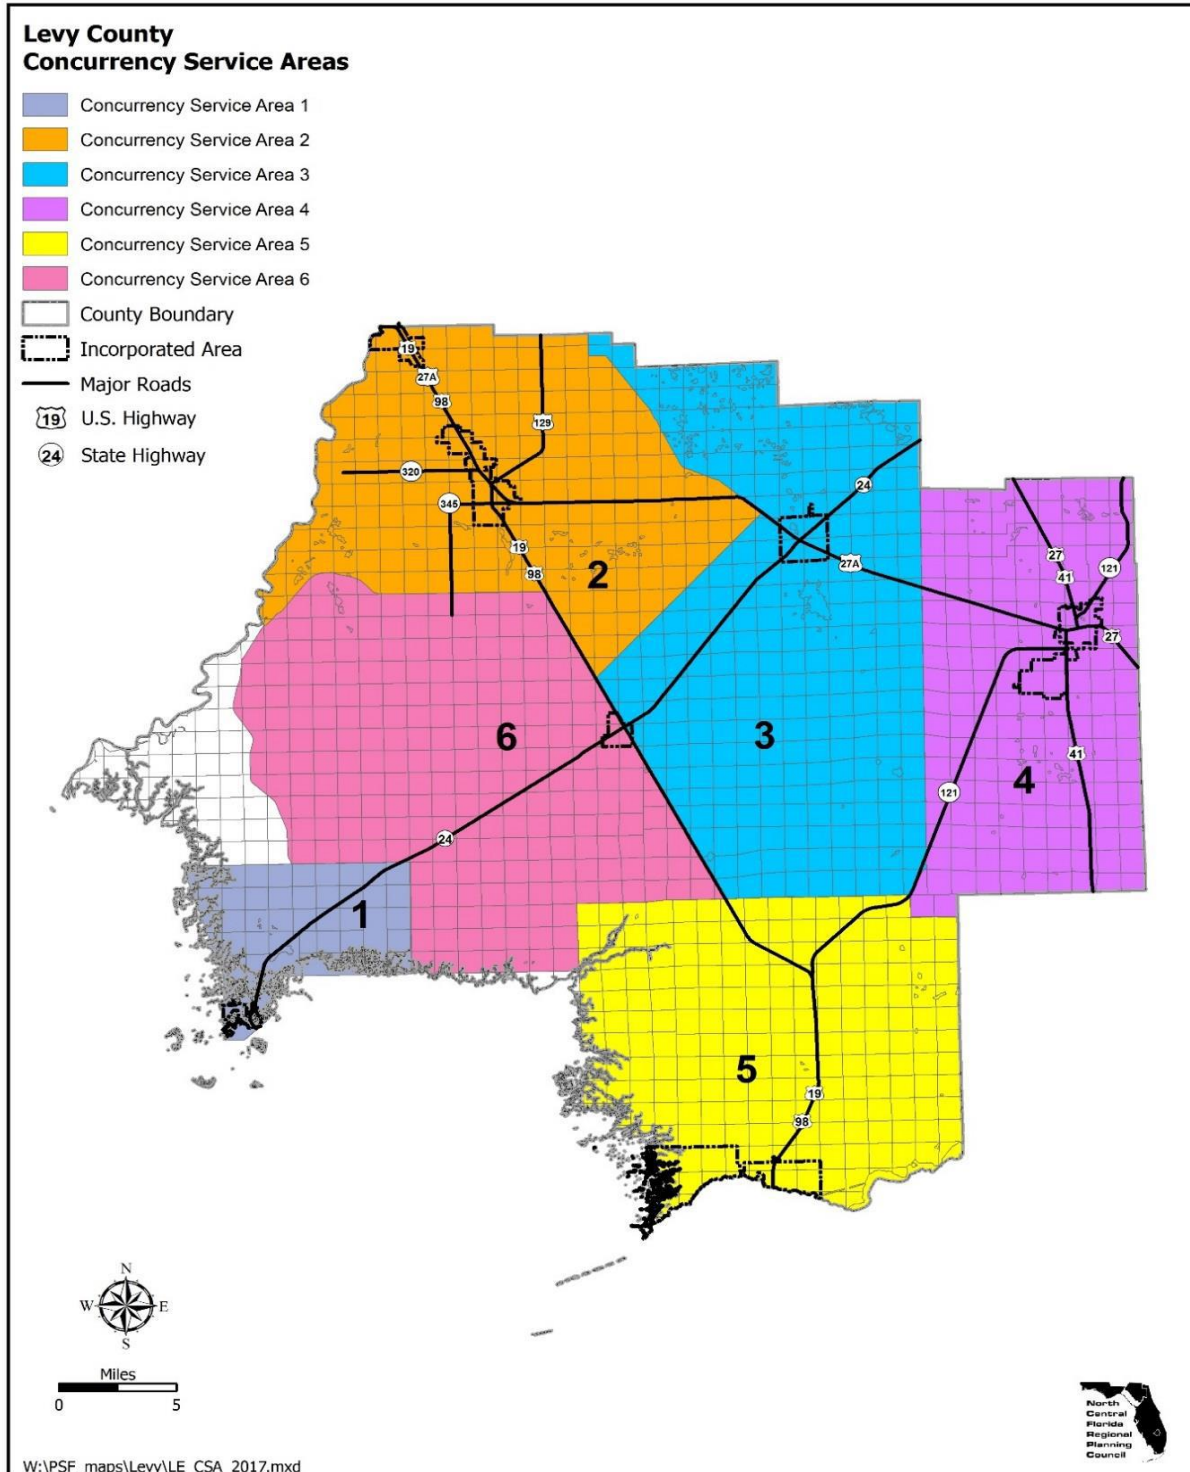 Levy County
Concurrency Service Areas
Concurrency Service Area 1
Concurrency Service Area 2
Concurrency Service Area 3
Concurrency Service Area 4
Concurrency Service Area 5
Concurrency Service Area 6
County Boundary
Incorporated Area
Major Roads
19 U.S. Highway
24 State Highway
19
27A
98
129
320
345
24
19
98
2
27A
27
41
121
27
6
3
4
41
121
24
1
5
19
98
N
W E
S
Miles
0 5
North
Central
Florida
Regional
Planning
Council
W:\PSF_maps\Levy\LE_CSA_2017.mxd